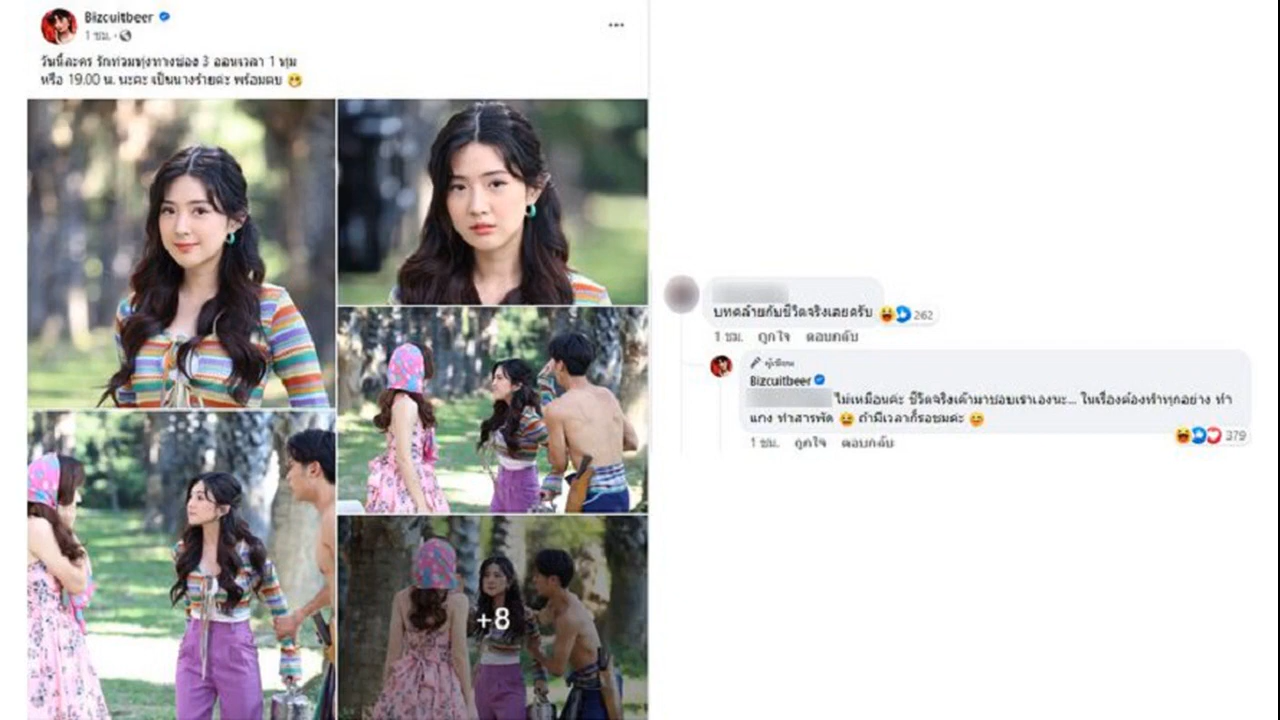 Bizcuitbeer
1 ชม.
วันนี้ละคร รักท่วมทุ่งทางช่อง 3 ออนเวลา 1 ทุ่ม
หรือ 19.00 น. นะคะ เป็นนางร้ายค่ะ พร้อมตบ
+8
บทคล้ายกับชีวิตจริงเลยครับ
262
1 ชม. ถูกใจ ตอบกลับ
ผู้เขียน
Bizcuitbeer
ไม่เหมือนค่ะ ชีวิตจริงเค้ามาชอบเราเองนะ... ในเรื่องต้องทำทุกอย่าง ทำ
แกง ทำสารพัด ถ้ามีเวลาก็รอชมค่ะ
379
1 ชม. ถูกใจ ตอบกลับ